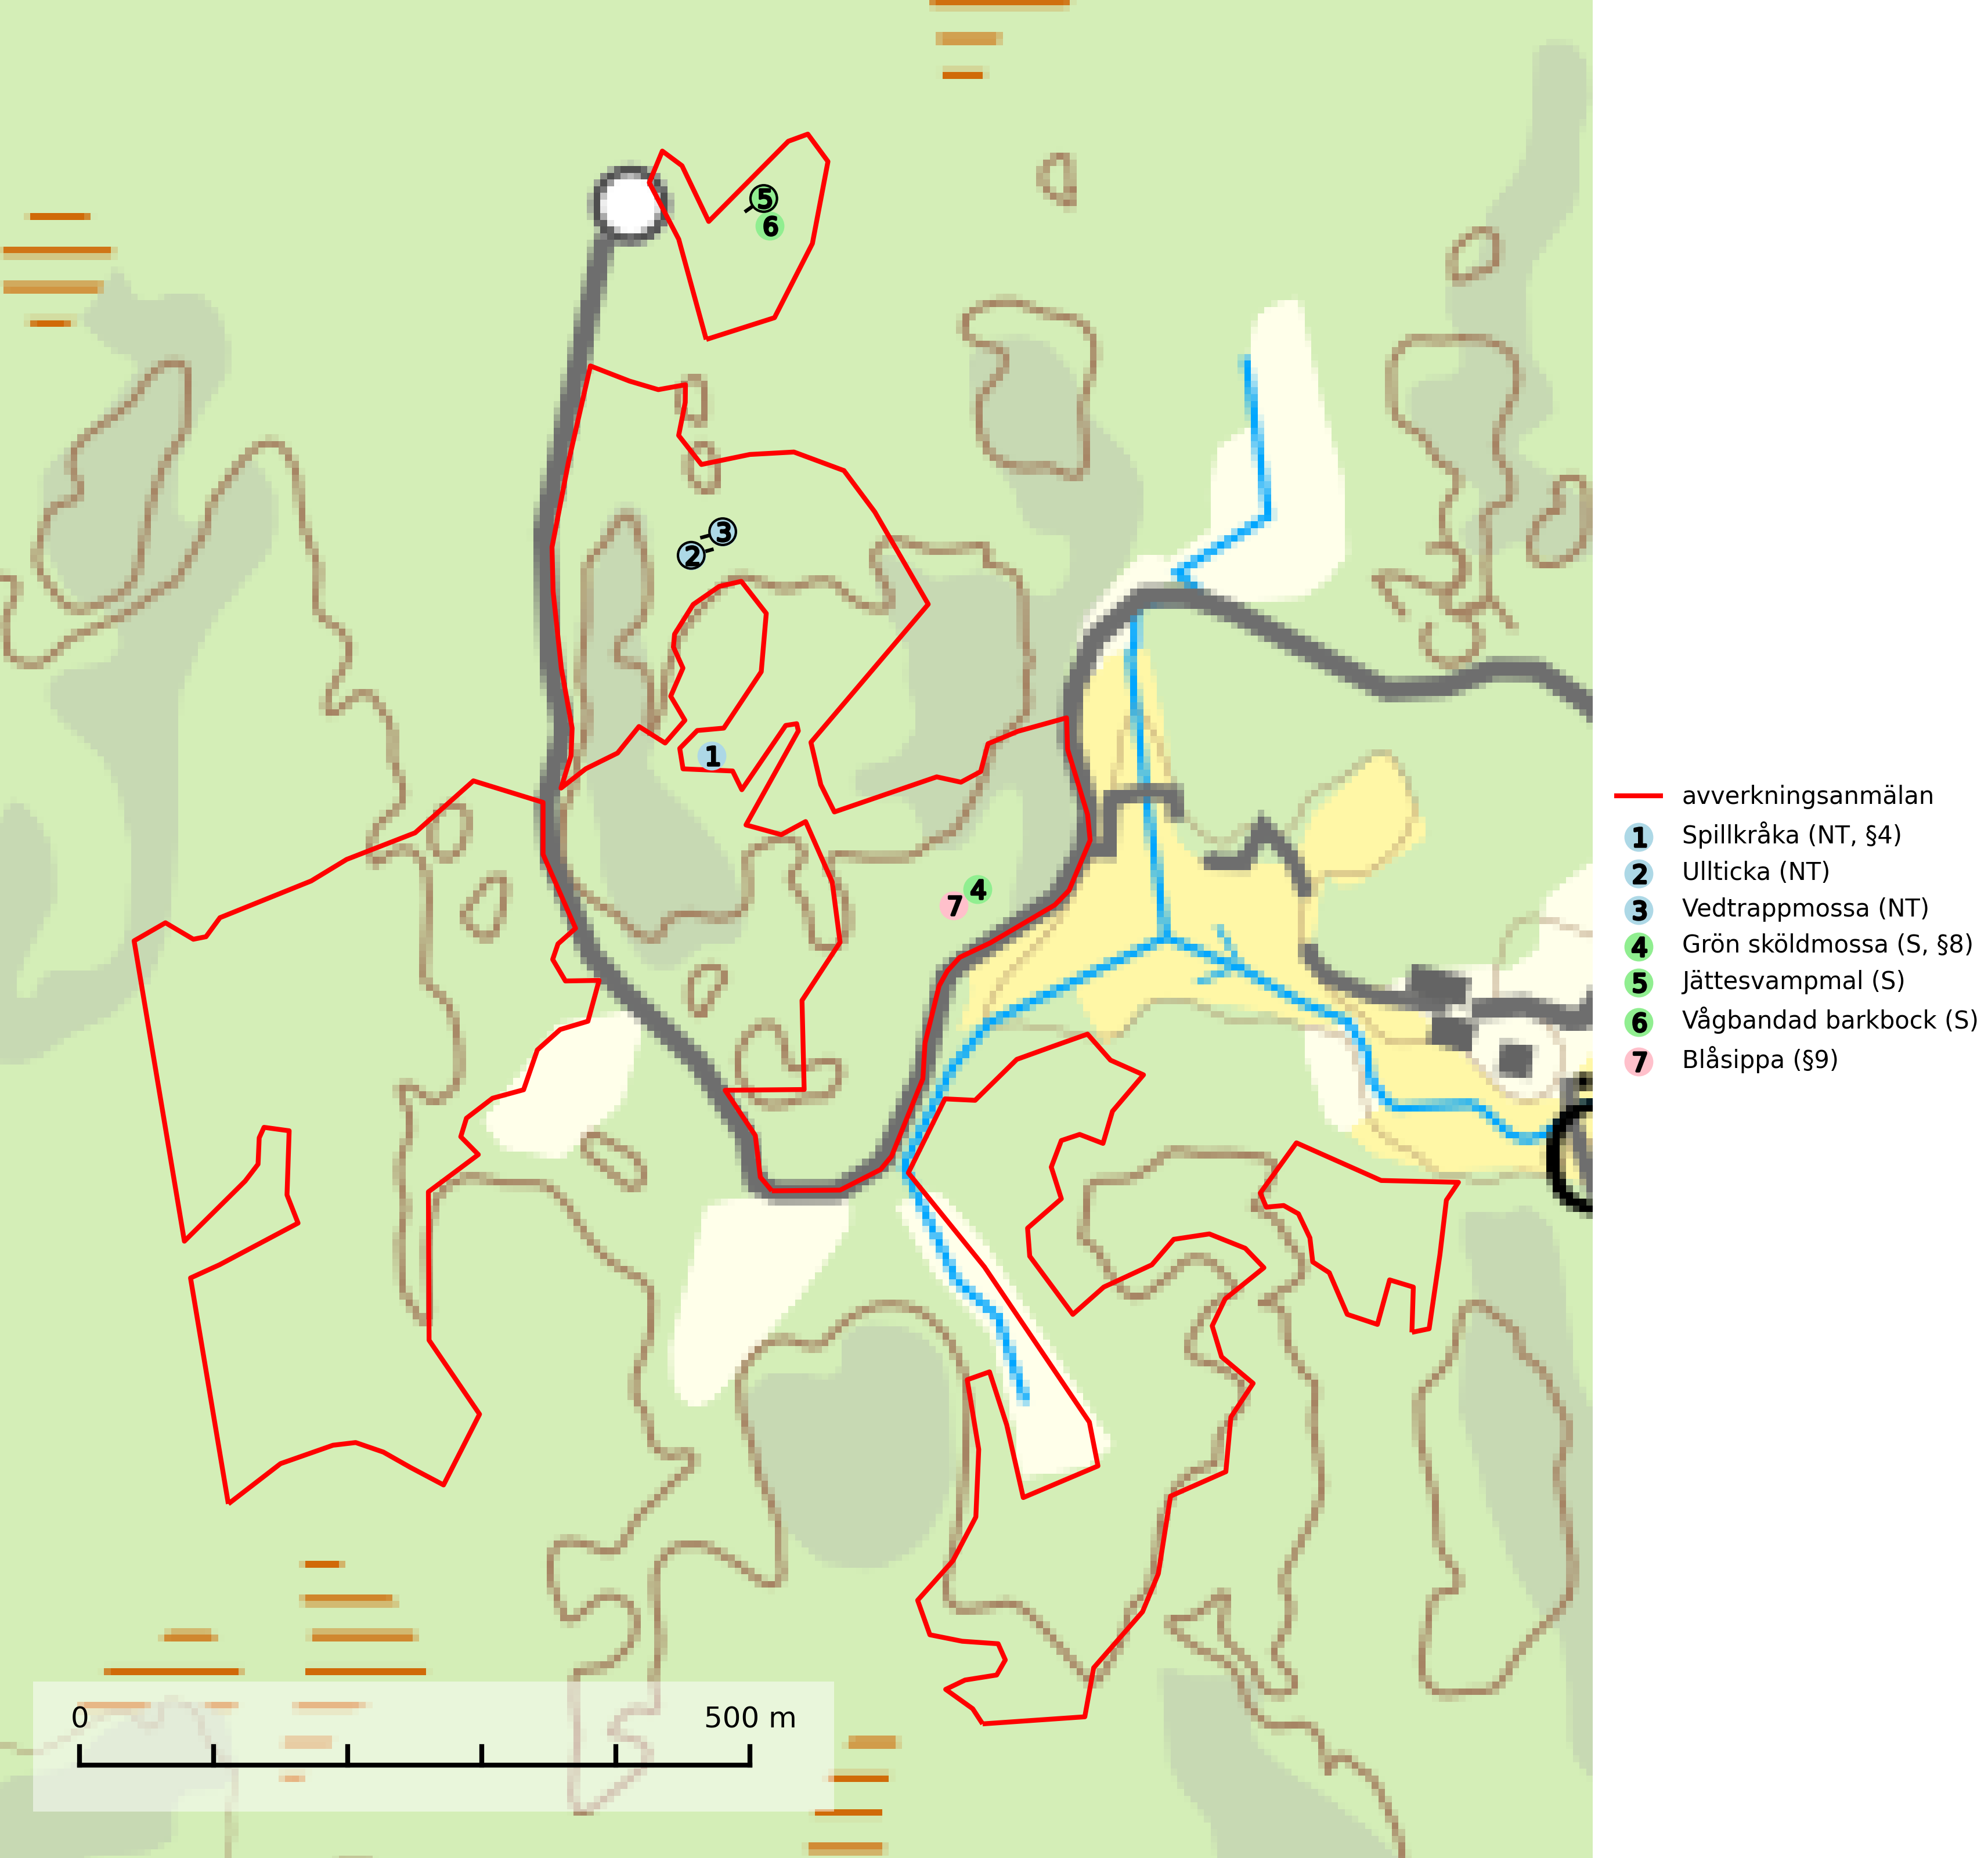 5
6
3
2
1
4
7
avverkningsanmälan
1 Spillkråka (NT, §4)
2 Ullticka (NT)
3 Vedtrappmossa (NT)
4 Grön sköldmossa (S, §8)
5 Jättesvampmal (S)
6 Vågbandad barkbock (S)
7 Blåsippa (§9)
0 500 m